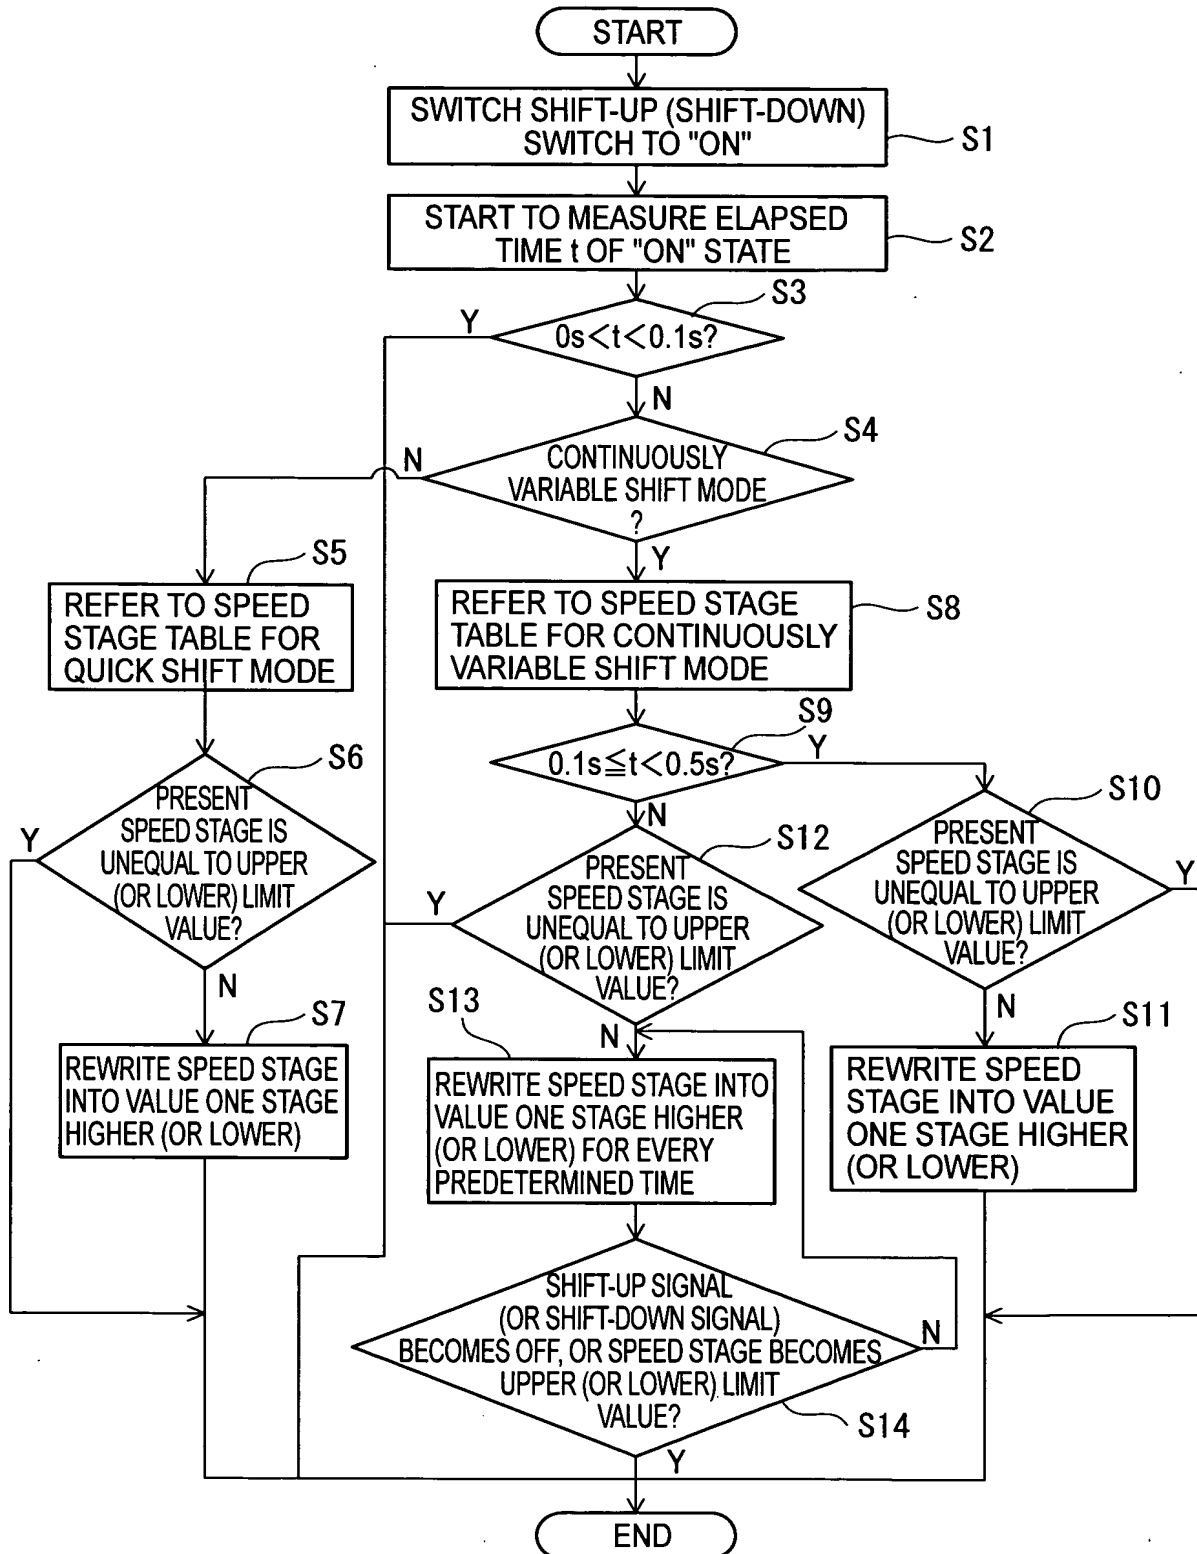 START
SWITCH SHIFT-UP (SHIFT-DOWN)
SWITCH TO "ON"
S1
START TO MEASURE ELAPSED
TIME t OF "ON" STATE
S2
S3
Y
0s<t<0.1s?
N
S4
N
CONTINUOUSLY
VARIABLE SHIFT MODE
?
Y
S5
REFER TO SPEED
STAGE TABLE FOR
QUICK SHIFT MODE
S8
REFER TO SPEED STAGE
TABLE FOR CONTINUOUSLY
VARIABLE SHIFT MODE
S9
0.1s≦t<0.5s?
Y
N
S6
Y
PRESENT
SPEED STAGE IS
UNEQUAL TO UPPER
(OR LOWER) LIMIT
VALUE?
N
S12
Y
PRESENT
SPEED STAGE IS
UNEQUAL TO UPPER
(OR LOWER) LIMIT
VALUE?
N
S10
PRESENT
SPEED STAGE IS
UNEQUAL TO UPPER
(OR LOWER) LIMIT
VALUE?
Y
N
S7
REWRITE SPEED STAGE
INTO VALUE ONE STAGE
HIGHER (OR LOWER)
S13
REWRITE SPEED STAGE INTO
VALUE ONE STAGE HIGHER
(OR LOWER) FOR EVERY
PREDETERMINED TIME
S11
REWRITE SPEED
STAGE INTO VALUE
ONE STAGE HIGHER
(OR LOWER)
SHIFT-UP SIGNAL
(OR SHIFT-DOWN SIGNAL)
BECOMES OFF, OR SPEED STAGE BECOMES
UPPER (OR LOWER) LIMIT
VALUE?
N
S14
Y
END